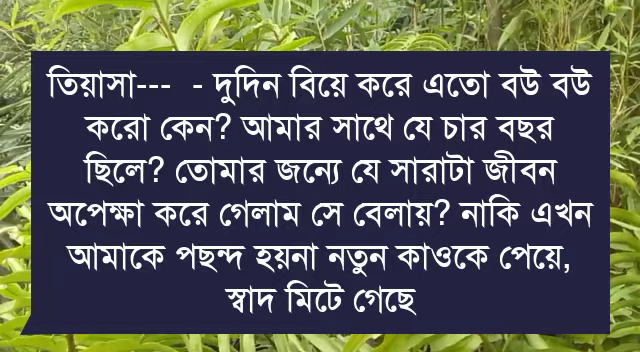 তিয়াসা---  - দুদিন বিয়ে করে এতো বউ বউ
করো কেন? আমার সাথে যে চার বছর
ছিলে? তোমার জন্যে যে সারাটা জীবন
অপেক্ষা করে গেলাম সে বেলায়? নাকি এখন
আমাকে পছন্দ হয়না নতুন কাওকে পেয়ে,
স্বাদ মিটে গেছে